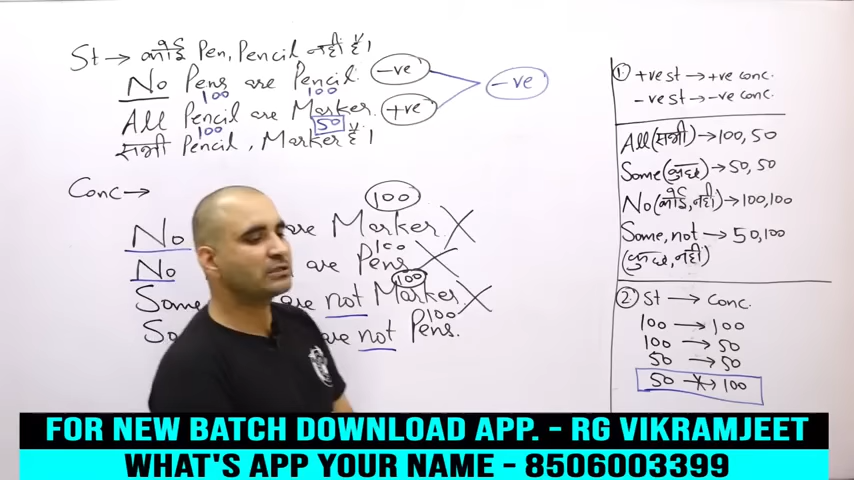 St → कोई Pen, Pencil नहीं है।
No Pens are Pencil. -ve
100 100
-ve
All Pencil are Marker. +ve
100 50
सभी Pencil, Marker है।
Conc →
100
No are Marker
100
No are Pens
100
Some are not Marker.
100
So are not Pens.
① +ve st → +ve conc.
-ve st → -ve conc.
All (सभी) → 100, 50
Some (कुछ) → 50, 50
No (कोई, नहीं) → 100, 100
Some, not → 50, 100
(कुछ, नहीं)
② St → Conc.
100 → 100
100 → 50
50 → 50
50 → 100
FOR NEW BATCH DOWNLOAD APP. - RG VIKRAMJEET
WHAT'S APP YOUR NAME - 8506003399